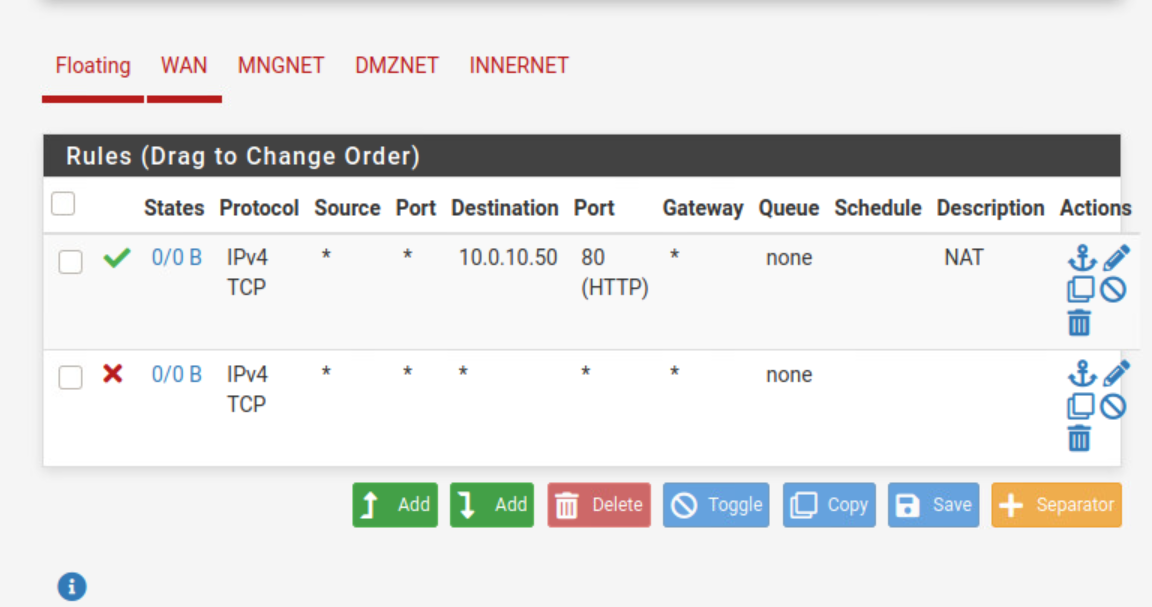 Floating WAN MNGNET DMZNET INNERNET
Rules (Drag to Change Order)
States Protocol Source Port Destination Port Gateway Queue Schedule Description Actions
0/0 B IPv4 * * 10.0.10.50 80 * none NAT
TCP (HTTP)
0/0 B IPv4 * * * * * none
TCP
Add Add Delete Toggle Copy Save Separator